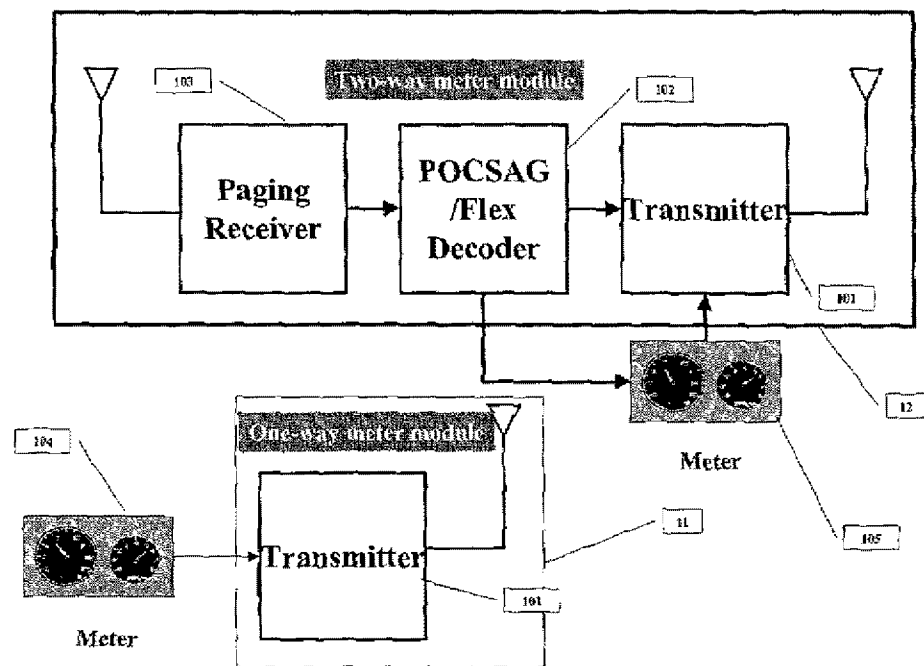 103
Two-way meter module
102
Paging
Receiver
POCSAG
/Flex
Decoder
Transmitter
101
12
104
One-way meter module
Meter
11
105
Transmitter
101
Meter